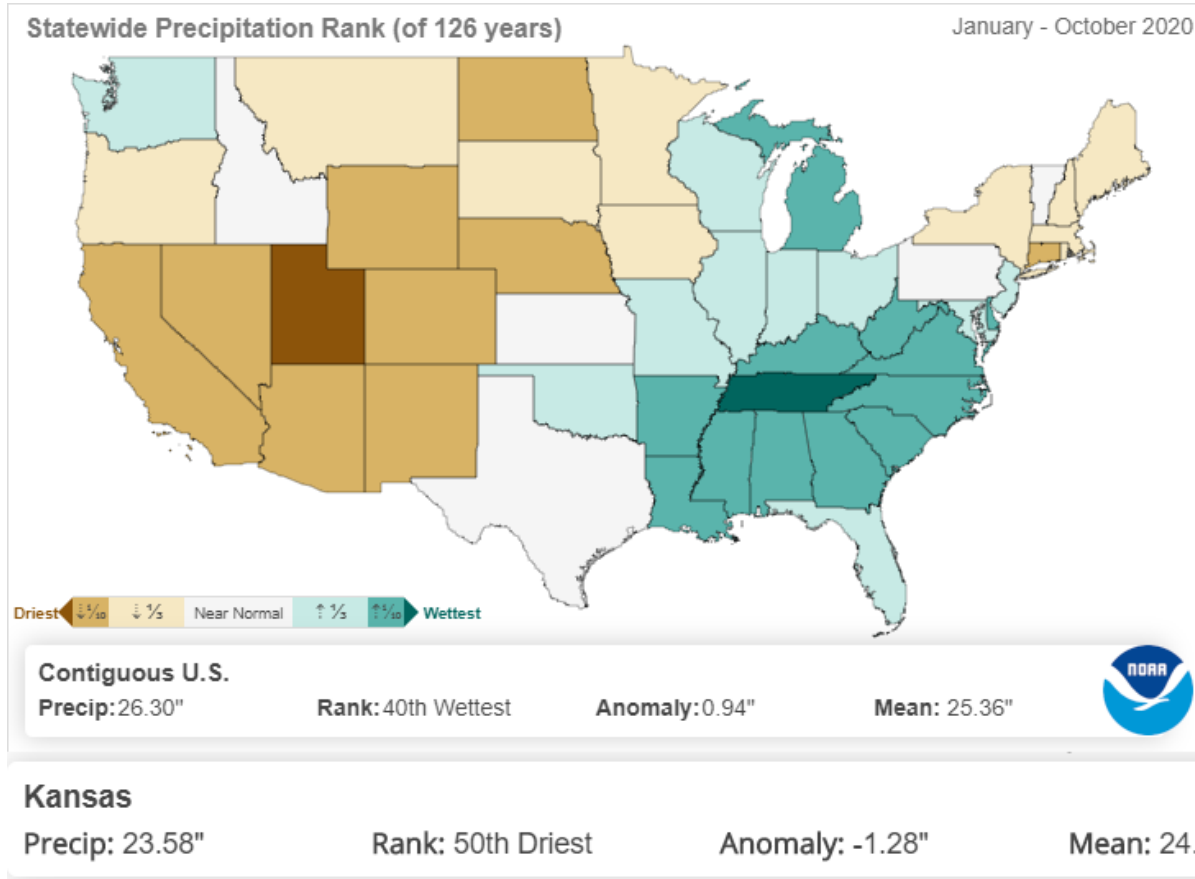 Statewide Precipitation Rank (of 126 years) January - October 2020
Driest ⇣ 1/10 ⇣ 1/3 Near Normal ⇡ 1/3 ⇡ 1/10 Wettest
Contiguous U.S.
Precip: 26.30" Rank: 40th Wettest Anomaly: 0.94" Mean: 25.36"
NOAA
Kansas
Precip: 23.58" Rank: 50th Driest Anomaly: -1.28" Mean: 24.